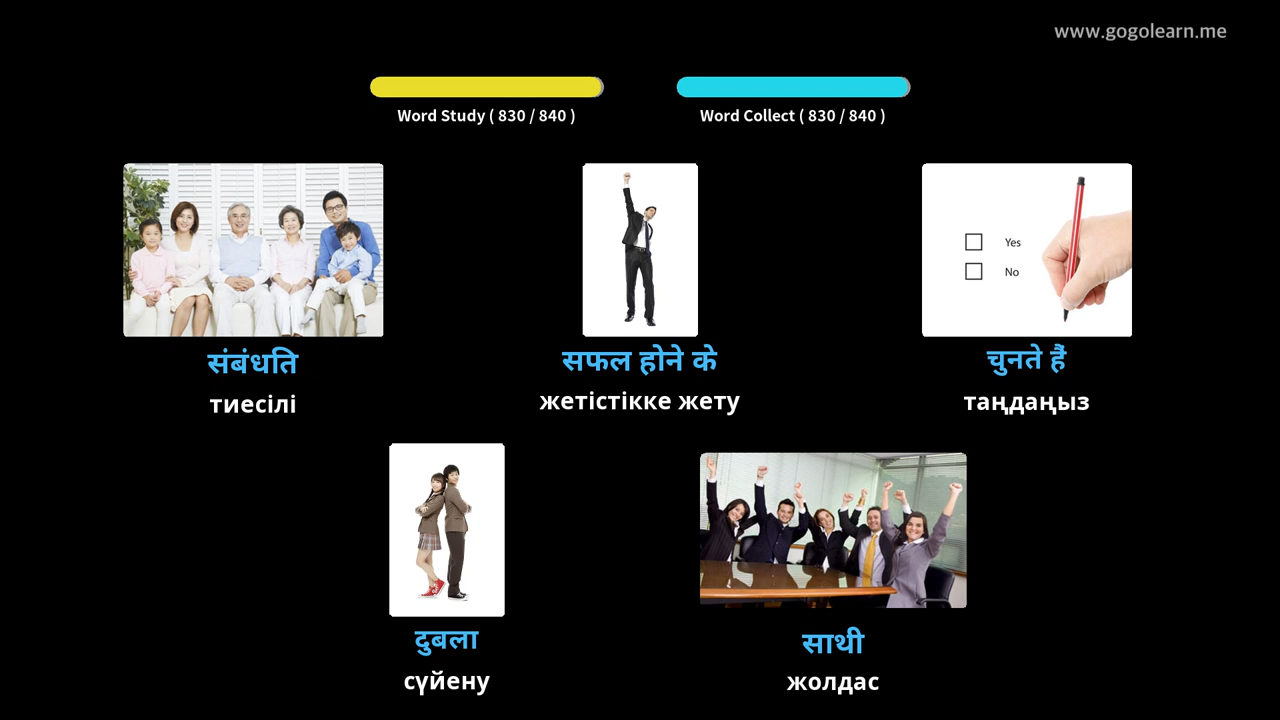 www.gogolearn.me
Word Study ( 830 / 840 )
Word Collect ( 830 / 840 )
Yes
No
संबंधति
सफल होने के
चुनते हैं
тиесілі
жетістікке жету
таңдаңыз
दुबला
साथी
сүйену
жолдас